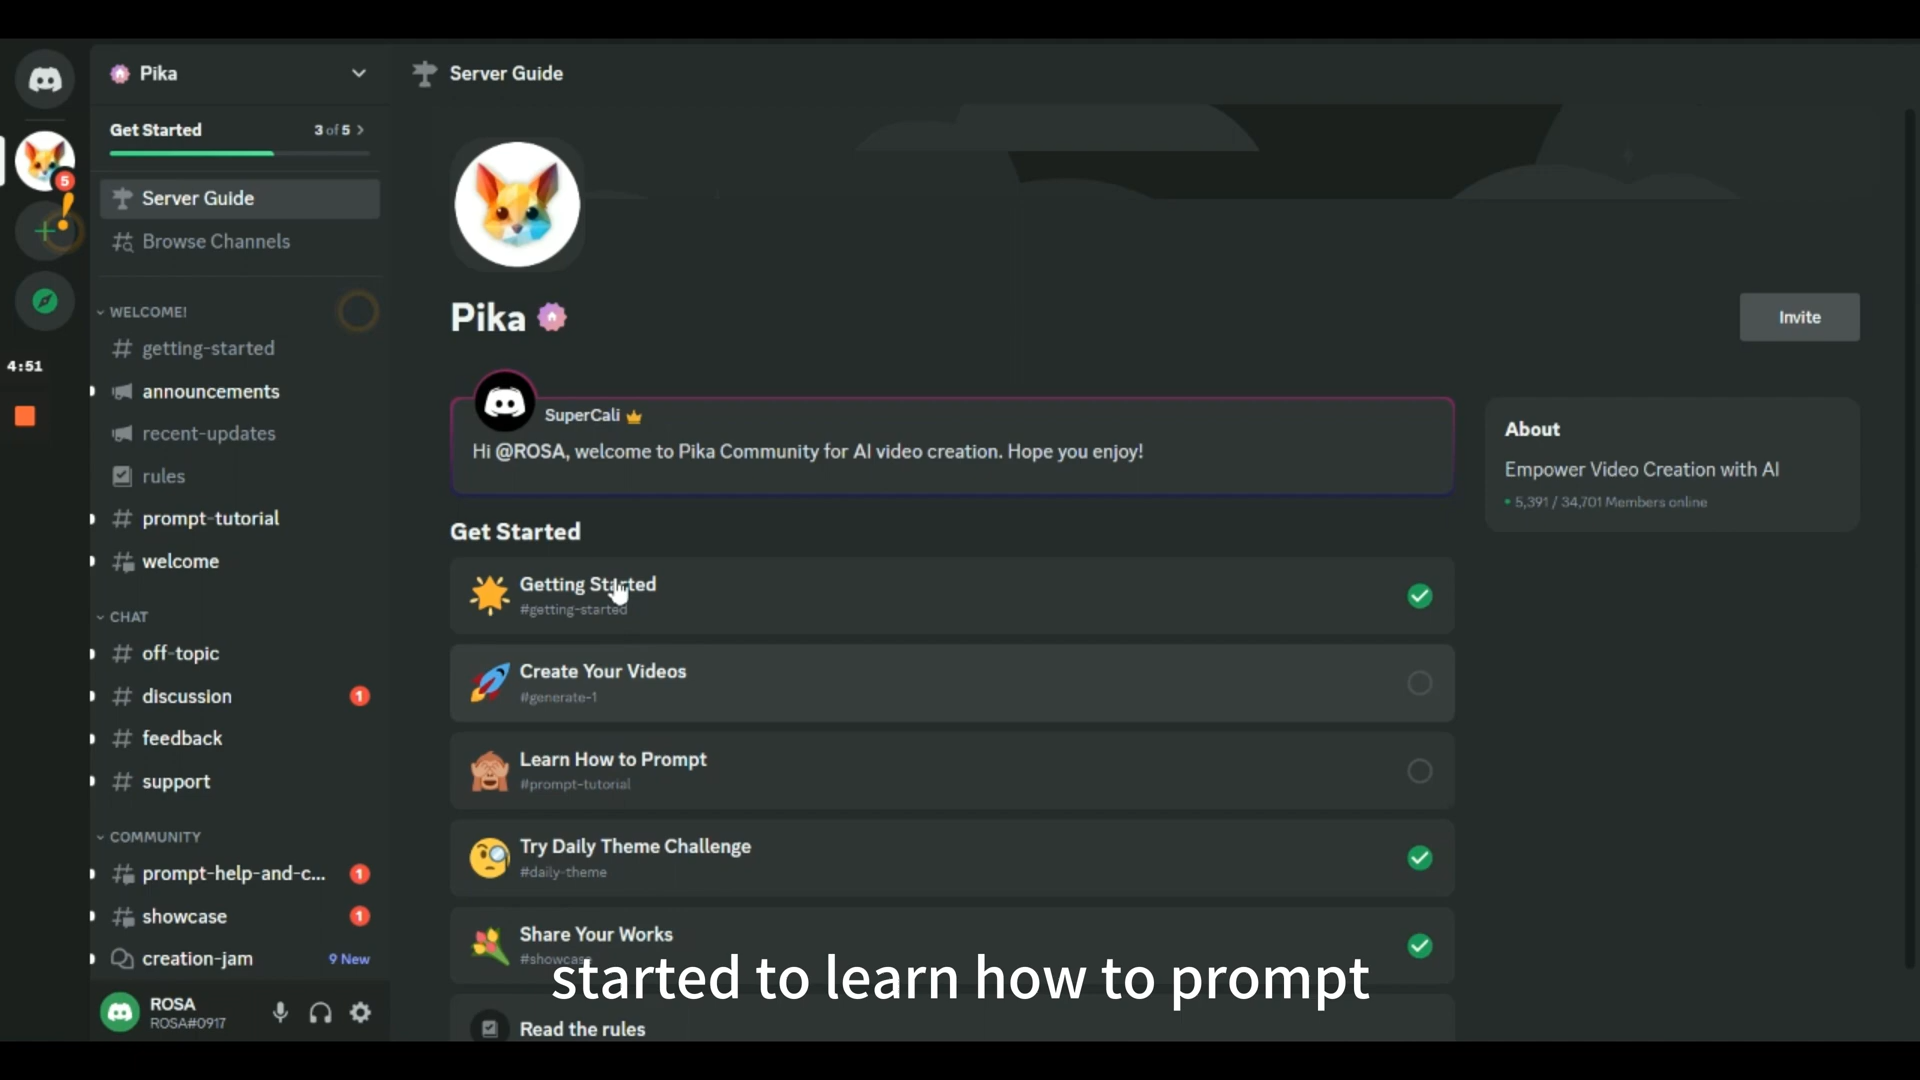 Pika
Server Guide
Get Started
3 of 5
5
Server Guide
Browse Channels
WELCOME!
getting-started
announcements
recent-updates
rules
prompt-tutorial
welcome
CHAT
off-topic
discussion
1
feedback
support
COMMUNITY
prompt-help-and-c...
1
showcase
1
creation-jam
9 New
ROSA
ROSA#0917
4:51
Pika
Invite
SuperCali
Hi @ROSA, welcome to Pika Community for AI video creation. Hope you enjoy!
About
Empower Video Creation with AI
5,391 / 34,701 Members online
Get Started
Getting Started
#getting-started
Create Your Videos
#generate-1
Learn How to Prompt
#prompt-tutorial
Try Daily Theme Challenge
#daily-theme
Share Your Works
#showcase
started to learn how to prompt
Read the rules